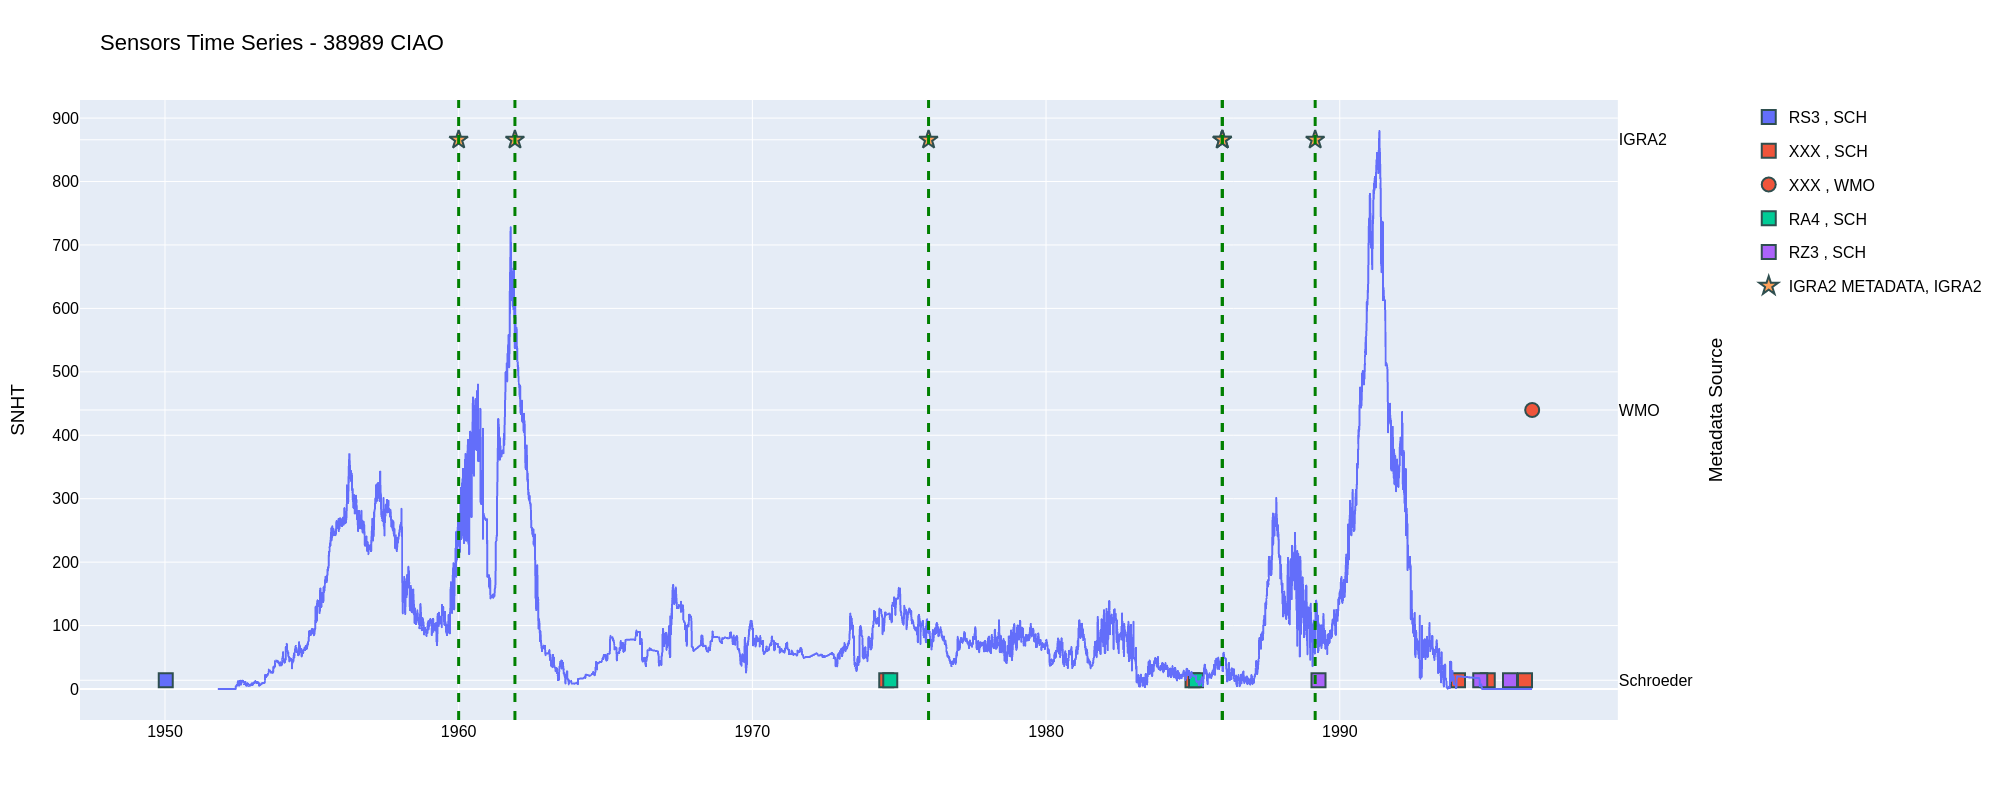 Sensors Time Series - 38989 CIAO
900
800
700
600
500
400
300
200
100
0
SNHT
1950
1960
1970
1980
1990
IGRA2
WMO
Schroeder
Metadata Source
RS3 , SCH
XXX , SCH
XXX , WMO
RA4 , SCH
RZ3 , SCH
IGRA2 METADATA, IGRA2